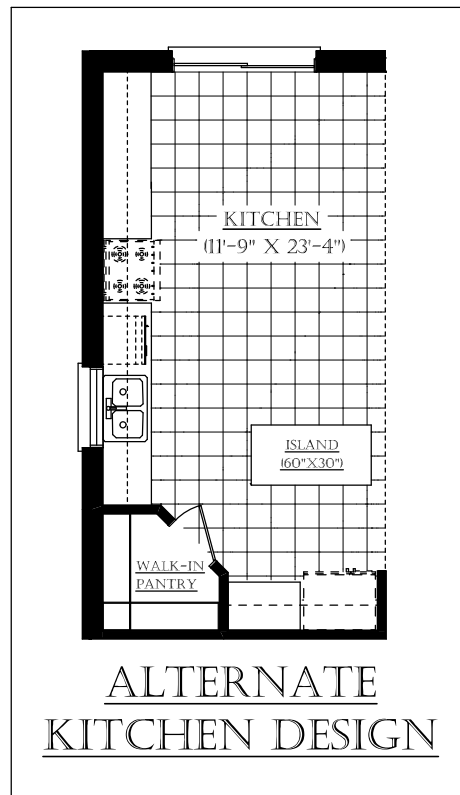 KITCHEN
(11'-9" X 23'-4")
ISLAND
(60"X30")
WALK-IN
PANTRY
ALTERNATE
KITCHEN DESIGN